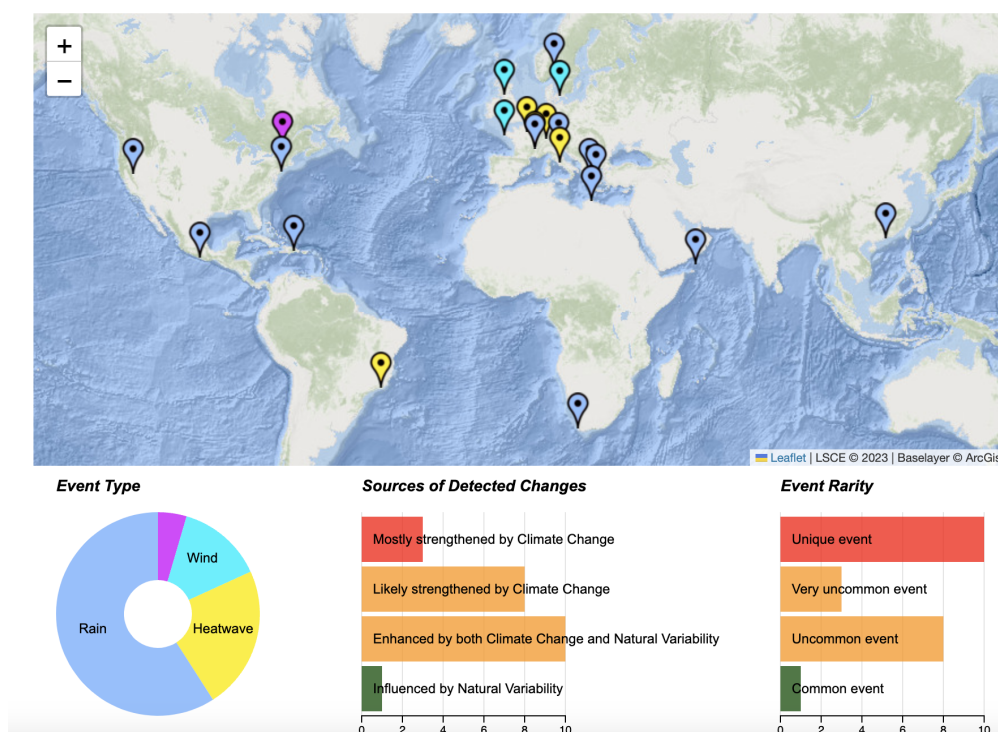 +
−
Leaflet | LSCE © 2023 | Baselayer © ArcGis
Event Type
Sources of Detected Changes
Event Rarity
Wind
Rain
Heatwave
Mostly strengthened by Climate Change
Likely strengthened by Climate Change
Enhanced by both Climate Change and Natural Variability
Influenced by Natural Variability
0 2 4 6 8 10
Unique event
Very uncommon event
Uncommon event
Common event
0 2 4 6 8 10